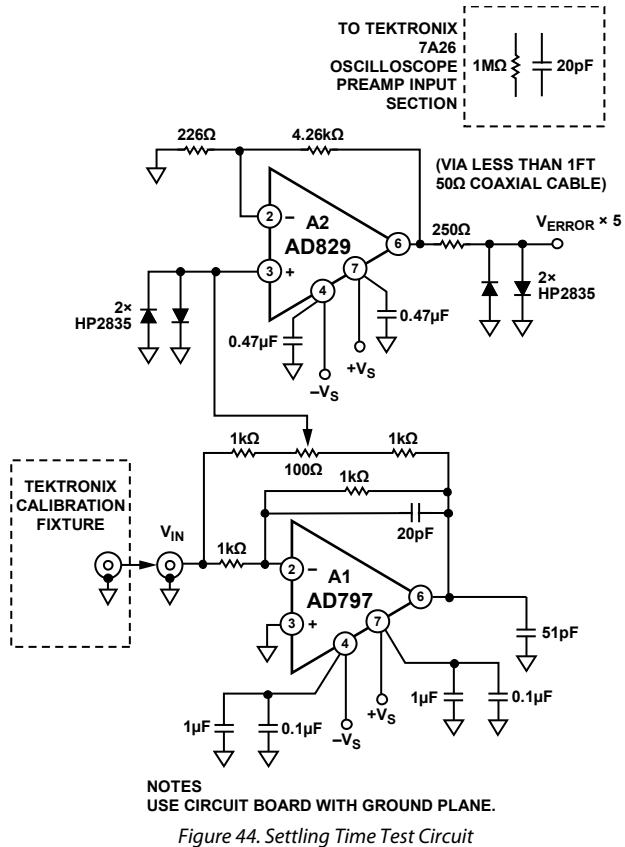 TO TEKTRONIX
7A26
OSCILLOSCOPE
PREAMP INPUT
SECTION
1MΩ
20pF
226Ω
4.26kΩ
(VIA LESS THAN 1FT
50Ω COAXIAL CABLE)
2
–
A2
AD829
6
250Ω
VERROR × 5
3
+
7
4
2×
HP2835
2×
HP2835
0.47µF
0.47µF
+VS
–VS
1kΩ
100Ω
1kΩ
1kΩ
20pF
TEKTRONIX
CALIBRATION
FIXTURE
VIN
1kΩ
2
–
A1
AD797
6
3
+
7
4
51pF
1µF
0.1µF
–VS
+VS
1µF
0.1µF
NOTES
USE CIRCUIT BOARD WITH GROUND PLANE.
Figure 44. Settling Time Test Circuit